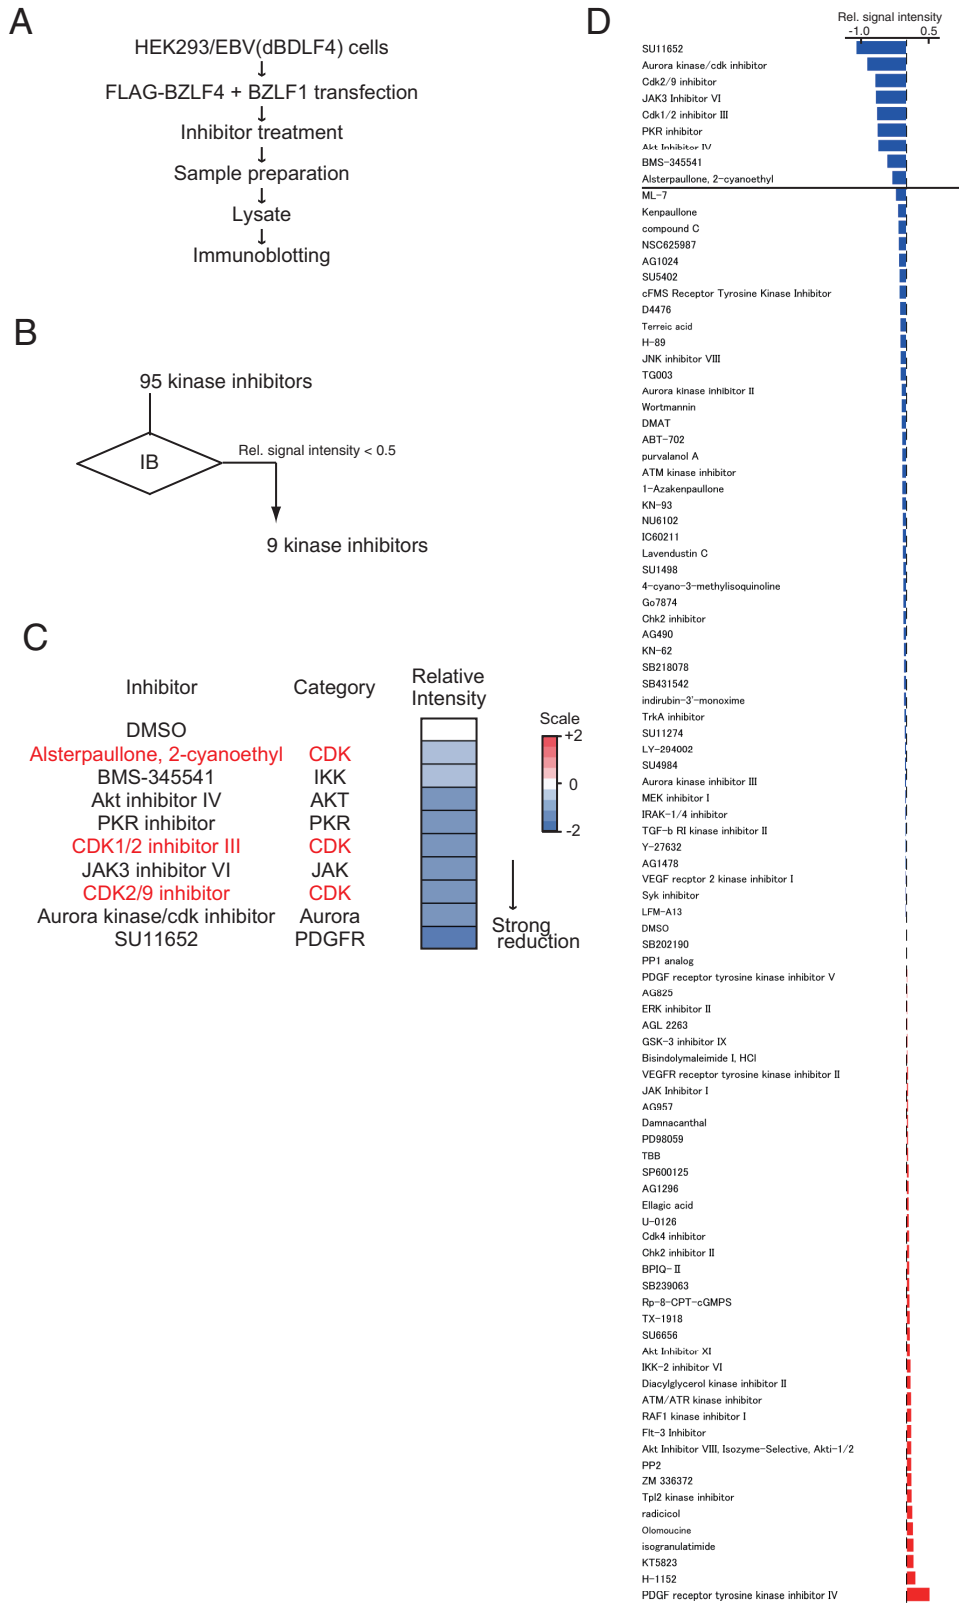 A
HEK293/EBV(dBDLF4) cells
FLAG-BZLF4 + BZLF1 transfection
Inhibitor treatment
Sample preparation
Lysate
Immunoblotting
B
95 kinase inhibitors
IB
Rel. signal intensity < 0.5
9 kinase inhibitors
C
Inhibitor Category Relative Intensity
DMSO
Alsterpaullone, 2-cyanoethyl CDK
BMS-345541 IKK
Akt inhibitor IV AKT
PKR inhibitor PKR
CDK1/2 inhibitor III CDK
JAK3 inhibitor VI JAK
CDK2/9 inhibitor CDK
Aurora kinase/cdk inhibitor Aurora
SU11652 PDGFR
Scale
+2
0
-2
Strong
reduction
D
Rel. signal intensity
-1.0 0.5
SU11652
Aurora kinase/cdk inhibitor
Cdk2/9 inhibitor
JAK3 Inhibitor VI
Cdk1/2 inhibitor III
PKR inhibitor
Akt Inhibitor IV
BMS-345541
Alsterpaullone, 2-cyanoethyl
ML-7
Kenpaullone
compound C
NSC625987
AG1024
SU5402
cFMS Receptor Tyrosine Kinase Inhibitor
D4476
Terreic acid
H-89
JNK inhibitor VIII
TG003
Aurora kinase inhibitor II
Wortmannin
DMAT
ABT-702
purvalanol A
ATM kinase inhibitor
1-Azakenpaullone
KN-93
NU6102
IC60211
Lavendustin C
SU1498
4-cyano-3-methylisoquinoline
Go7874
Chk2 inhibitor
AG490
KN-62
SB218078
SB431542
indirubin-3'-monoxime
TrkA inhibitor
SU11274
LY-294002
SU4984
Aurora kinase inhibitor III
MEK inhibitor I
IRAK-1/4 inhibitor
TGF-b RI kinase inhibitor II
Y-27632
AG1478
VEGF recptor 2 kinase inhibitor I
Syk inhibitor
LFM-A13
DMSO
SB202190
PP1 analog
PDGF receptor tyrosine kinase inhibitor V
AG825
ERK inhibitor II
AGL 2263
GSK-3 inhibitor IX
Bisindolymaleimide I, HCl
VEGFR receptor tyrosine kinase inhibitor II
JAK Inhibitor I
AG957
Damnacanthal
PD98059
TBB
SP600125
AG1296
Ellagic acid
U-0126
Cdk4 inhibitor
Chk2 inhibitor II
BPIQ-II
SB239063
Rp-8-CPT-cGMPS
TX-1918
SU6656
Akt Inhibitor XI
IKK-2 inhibitor VI
Diacylglycerol kinase inhibitor II
ATM/ATR kinase inhibitor
RAF1 kinase inhibitor I
Flt-3 Inhibitor
Akt Inhibitor VIII, Isozyme-Selective, Akti-1/2
PP2
ZM 336372
Tpl2 kinase inhibitor
radicicol
Olomoucine
isogranulatimide
KT5823
H-1152
PDGF receptor tyrosine kinase inhibitor IV